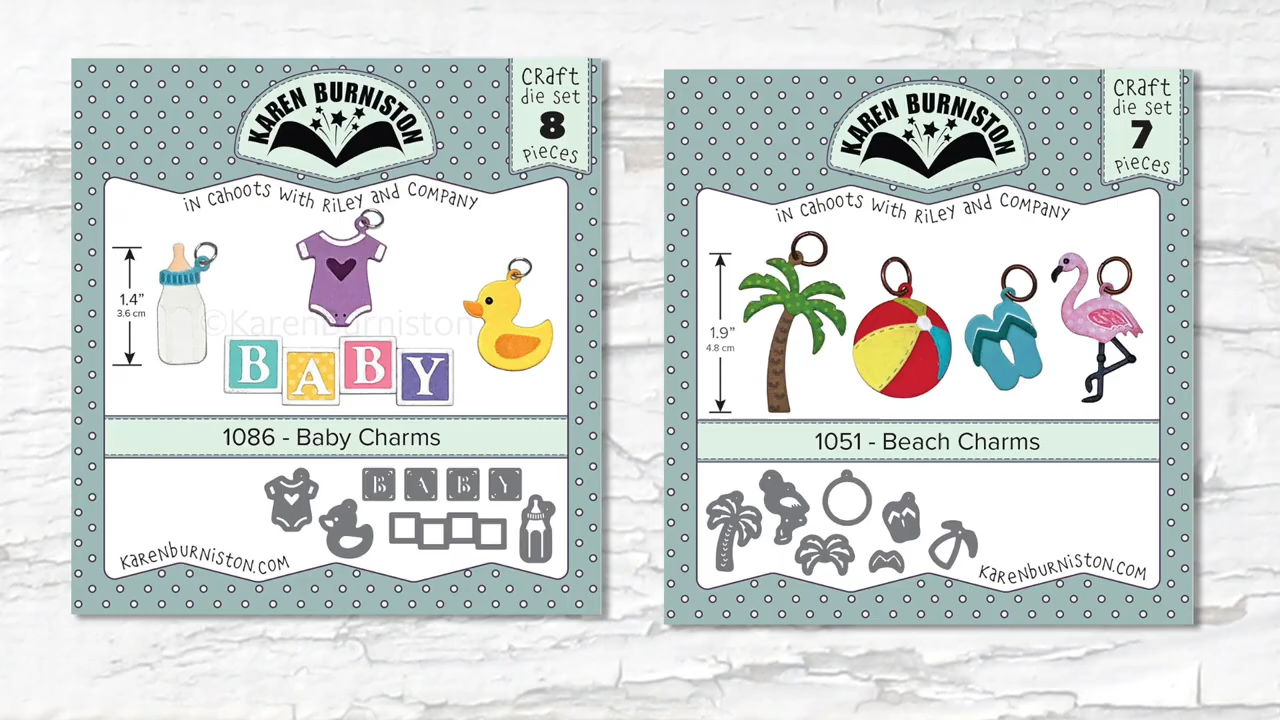 KAREN BURNISTON
CRaft
die set
8
pieces
in cahoots with Riley and Company
1.4"
3.6 cm
©KarenBurniston
BABY
1086 - Baby Charms
BABY
KARENBURNISTON.COM
KAREN BURNISTON
CRaft
die set
7
pieces
in cahoots with Riley and Company
1.9"
4.8 cm
1051 - Beach Charms
KARENBURNISTON.COM